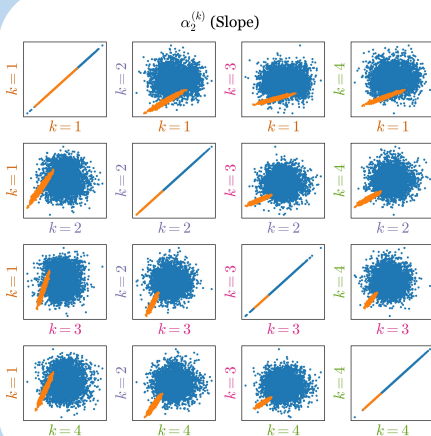 α₂⁽ᵏ⁾ (Slope)
k = 1 k = 2 k = 3 k = 4
k = 1 k = 1 k = 1 k = 1
k = 1 k = 2 k = 3 k = 4
k = 2 k = 2 k = 2 k = 2
k = 1 k = 2 k = 3 k = 4
k = 3 k = 3 k = 3 k = 3
k = 1 k = 2 k = 3 k = 4
k = 4 k = 4 k = 4 k = 4